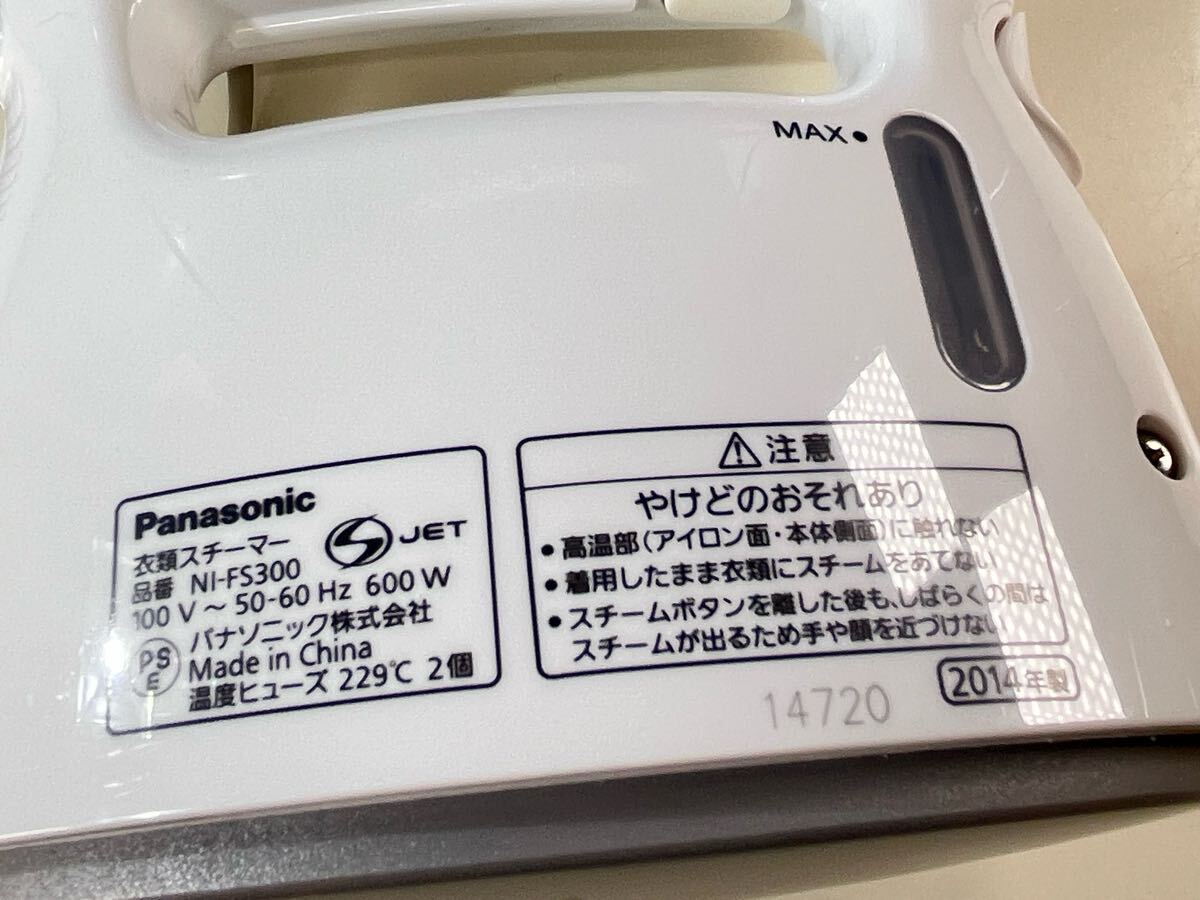 MAX
Panasonic
衣類スチーマー
JET
品番 NI-FS300
100 V ～ 50-60 Hz 600 W
PS
E
パナソニック株式会社
Made in China
温度ヒューズ 229℃ 2個
注意
やけどのおそれあり
• 高温部(アイロン面・本体側面)に触れない
• 着用したまま衣類にスチームをあてない
• スチームボタンを離した後も、しばらくの間は
スチームが出るため手や顔を近づけない
14720
2014年製